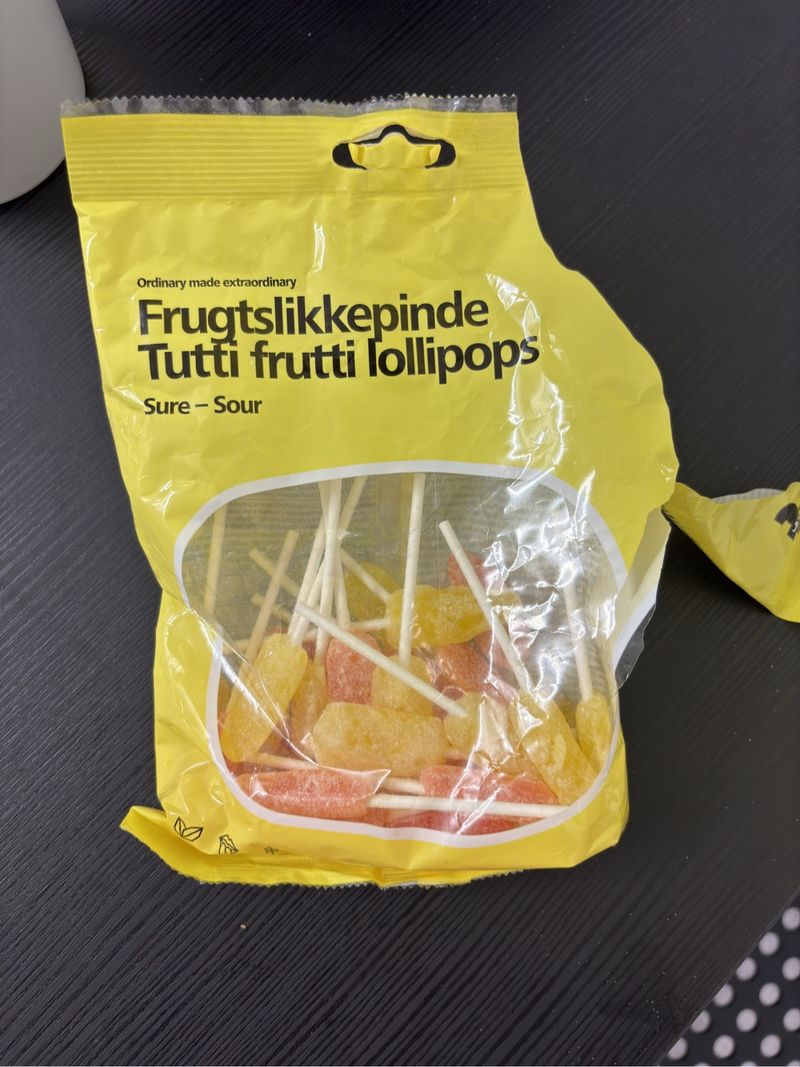 Ordinary made extraordinary
Frugtslikkepinde
Tutti frutti lollipops
Sure – Sour